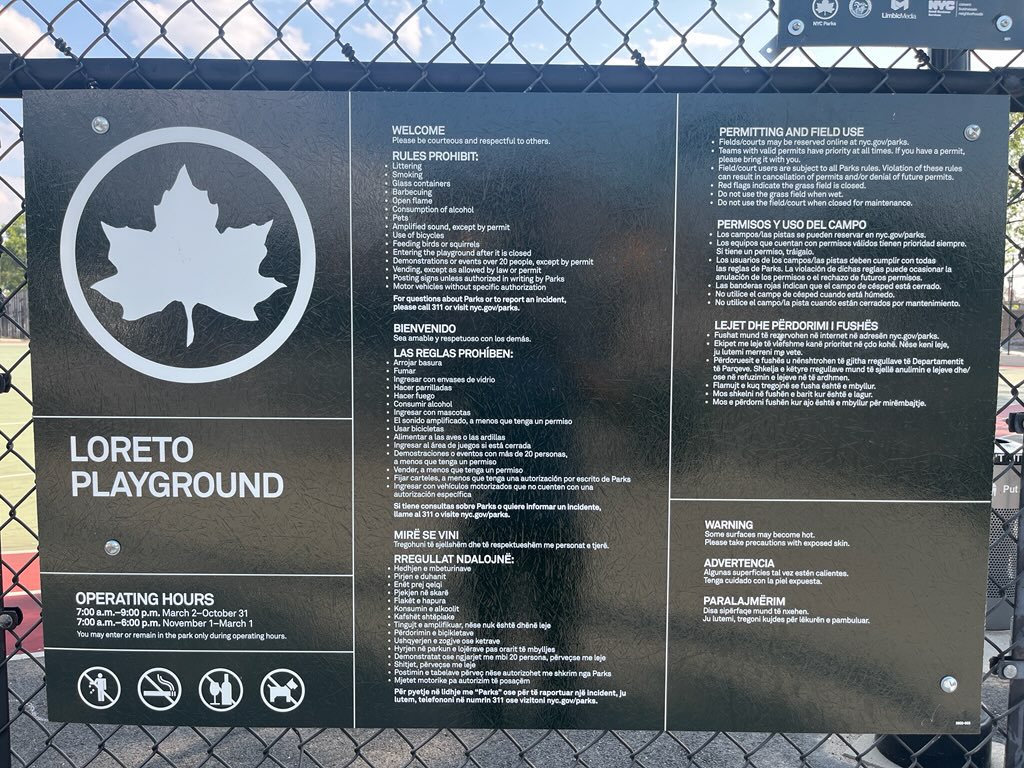 NYC Parks
LimbicMedia
NYC
LORETO
PLAYGROUND
OPERATING HOURS
7:00 a.m.–9:00 p.m. March 2–October 31
7:00 a.m.–6:00 p.m. November 1–March 1
You may enter or remain in the park only during operating hours.
WELCOME
Please be courteous and respectful to others.
RULES PROHIBIT:
• Littering
• Smoking
• Glass containers
• Barbecuing
• Open flame
• Consumption of alcohol
• Pets
• Amplified sound, except by permit
• Use of bicycles
• Feeding birds or squirrels
• Entering the playground after it is closed
• Demonstrations or events over 20 people, except by permit
• Vending, except as allowed by law or permit
• Posting signs unless authorized in writing by Parks
• Motor vehicles without specific authorization
For questions about Parks or to report an incident,
please call 311 or visit nyc.gov/parks.
BIENVENIDO
Sea amable y respetuoso con los demás.
LAS REGLAS PROHÍBEN:
• Arrojar basura
• Fumar
• Ingresar con envases de vidrio
• Hacer parrilladas
• Hacer fuego
• Consumir alcohol
• Ingresar con mascotas
• El sonido amplificado, a menos que tenga un permiso
• Usar bicicletas
• Alimentar a las aves o las ardillas
• Ingresar al área de juegos si está cerrada
• Demostraciones o eventos con más de 20 personas,
a menos que tenga un permiso
• Vender, a menos que tenga un permiso
• Fijar carteles, a menos que tenga una autorización por escrito de Parks
• Ingresar con vehículos motorizados que no cuenten con una
autorización específica
Si tiene consultas sobre Parks o quiere informar un incidente,
llame al 311 o visite nyc.gov/parks.
MIRË SE VINI
Tregohuni të sjellshëm dhe të respektueshëm me personat e tjerë.
RREGULLAT NDALOJNË:
• Hedhjen e mbeturinave
• Pirjen e duhanit
• Enët prej qelqi
• Pjekjen në skarë
• Flakët e hapura
• Konsumin e alkoolit
• Kafshët shtëpiake
• Tingujt e amplifikuar, nëse nuk është dhënë leje
• Përdorimin e biçikletave
• Ushqyerjen e zogjve ose ketrave
• Hyrjen në parkun e lojërave pas orarit të mbylljes
• Demonstratat ose ngjarjet me mbi 20 persona, përveçse me leje
• Shitjet, përveçse me leje
• Postimin e tabelave përveç nëse autorizohet me shkrim nga Parks
• Mjetet motorike pa autorizim të posaçëm
Për pyetje në lidhje me "Parks" ose për të raportuar një incident, ju
lutem, telefononi në numrin 311 ose vizitoni nyc.gov/parks.
PERMITTING AND FIELD USE
• Fields/courts may be reserved online at nyc.gov/parks.
• Teams with valid permits have priority at all times. If you have a permit,
please bring it with you.
• Field/court users are subject to all Parks rules. Violation of these rules
can result in cancellation of permits and/or denial of future permits.
• Red flags indicate the grass field is closed.
• Do not use the grass field when wet.
• Do not use the field/court when closed for maintenance.
PERMISOS Y USO DEL CAMPO
• Los campos/las pistas se pueden reservar en nyc.gov/parks.
• Los equipos que cuentan con permisos válidos tienen prioridad siempre.
Si tiene un permiso, tráigalo.
• Los usuarios de los campos/las pistas deben cumplir con todas
las reglas de Parks. La violación de dichas reglas puede ocasionar la
anulación de los permisos o el rechazo de futuros permisos.
• Las banderas rojas indican que el campo de césped está cerrado.
• No utilice el campo de césped cuando esté húmedo.
• No utilice el campo/la pista cuando están cerrados por mantenimiento.
LEJET DHE PËRDORIMI I FUSHËS
• Fushat mund të rezervohen në internet në adresën nyc.gov/parks.
• Ekipet me leje të vlefshme kanë prioritet në çdo kohë. Nëse keni leje,
ju lutemi merreni me vete.
• Përdoruesit e fushës u nënshtrohen të gjitha rregullave të Departamentit
të Parqeve. Shkelja e këtyre rregullave mund të sjellë anulimin e lejeve dhe/
ose në refuzimin e lejeve në të ardhmen.
• Flamujt e kuq tregojnë se fusha është e mbyllur.
• Mos shkelni në fushën e barit kur është e lagur.
• Mos e përdorni fushën kur ajo është e mbyllur për mirëmbajtje.
WARNING
Some surfaces may become hot.
Please take precautions with exposed skin.
ADVERTENCIA
Algunas superficies tal vez estén calientes.
Tenga cuidado con la piel expuesta.
PARALAJMËRIM
Disa sipërfaqe mund të nxehen.
Ju lutemi, tregoni kujdes për lëkurën e pambuluar.
Put